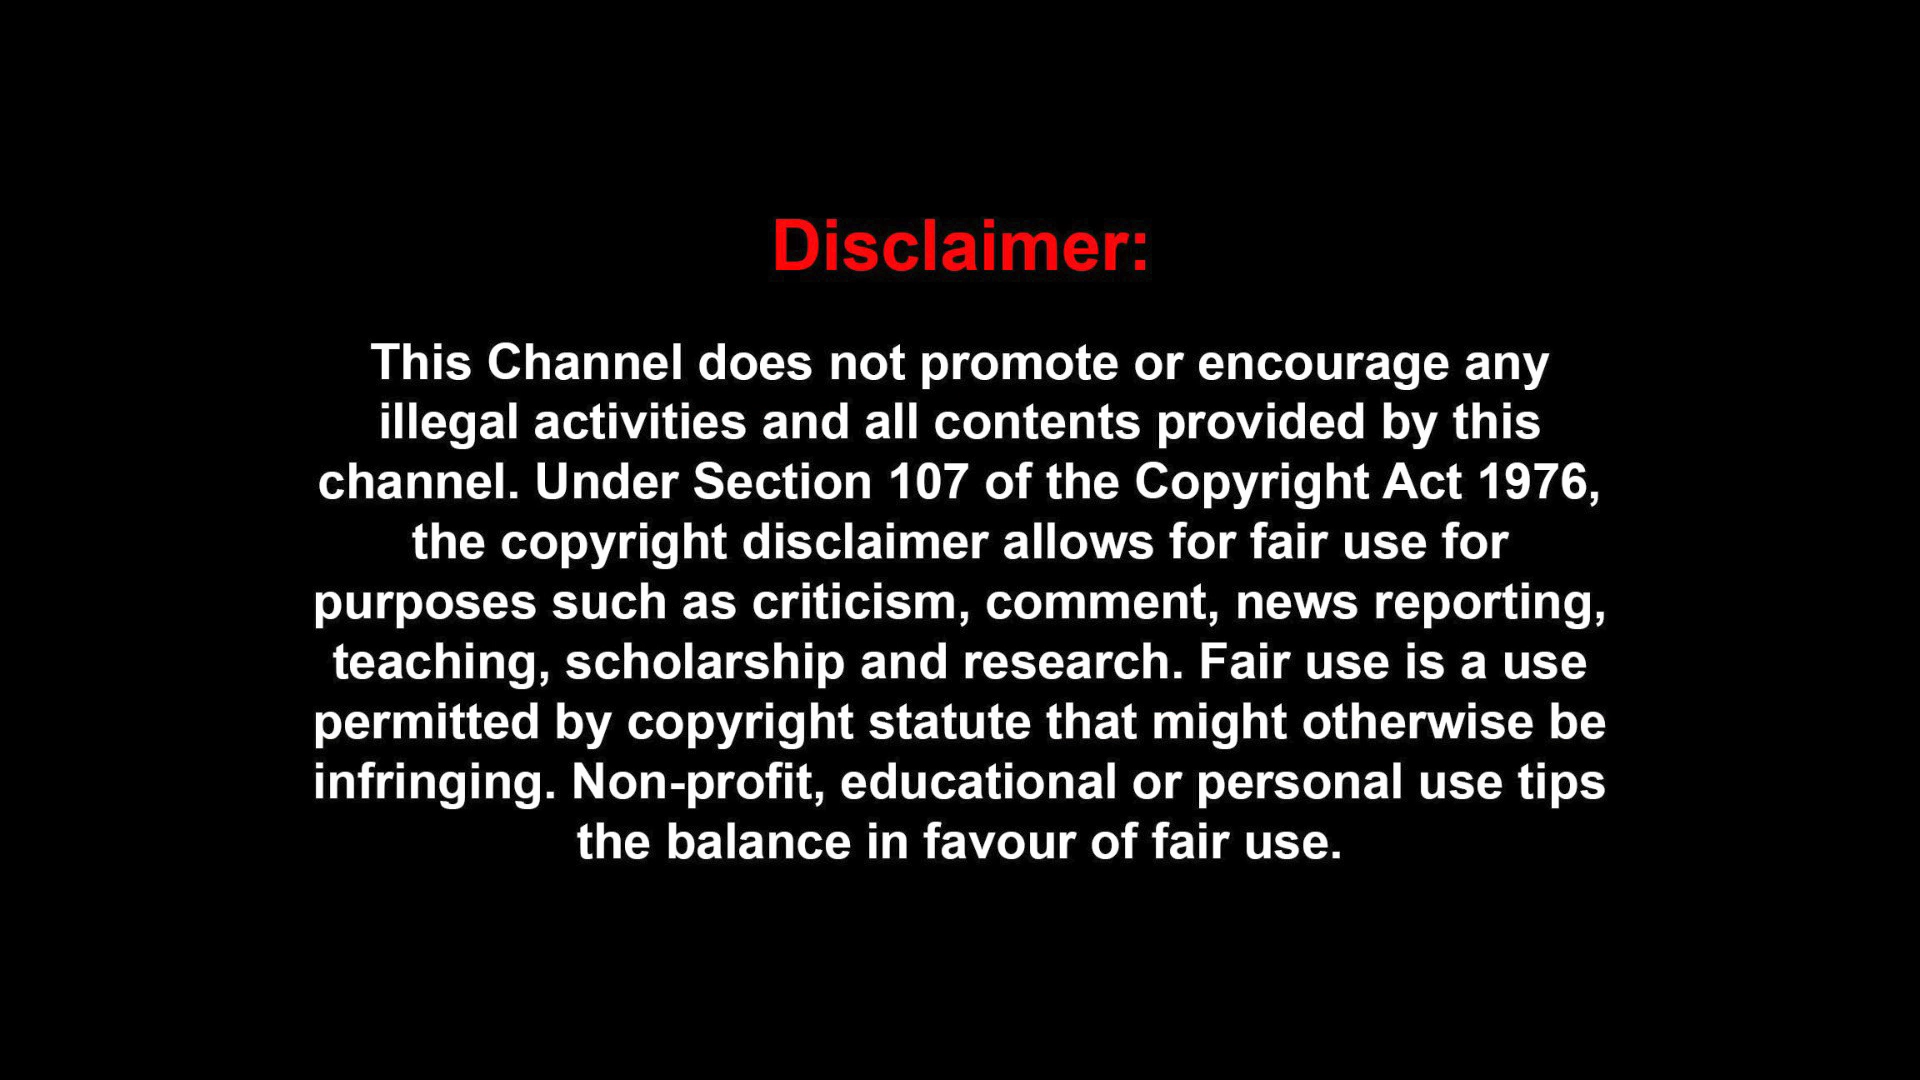 Disclaimer:
This Channel does not promote or encourage any
illegal activities and all contents provided by this
channel. Under Section 107 of the Copyright Act 1976,
the copyright disclaimer allows for fair use for
purposes such as criticism, comment, news reporting,
teaching, scholarship and research. Fair use is a use
permitted by copyright statute that might otherwise be
infringing. Non-profit, educational or personal use tips
the balance in favour of fair use.